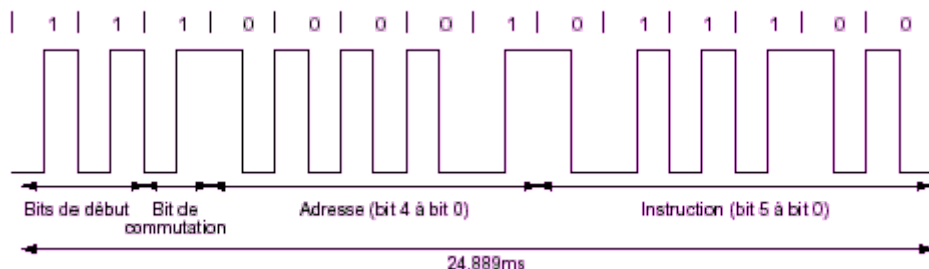 | 1 | 1 | 1 | 0 | 0 | 0 | 0 | 1 | 0 | 1 | 1 | 1 | 0 | 0
Bits de début Bit de commutation Adresse (bit 4 à bit 0) Instruction (bit 5 à bit 0)
24.889ms